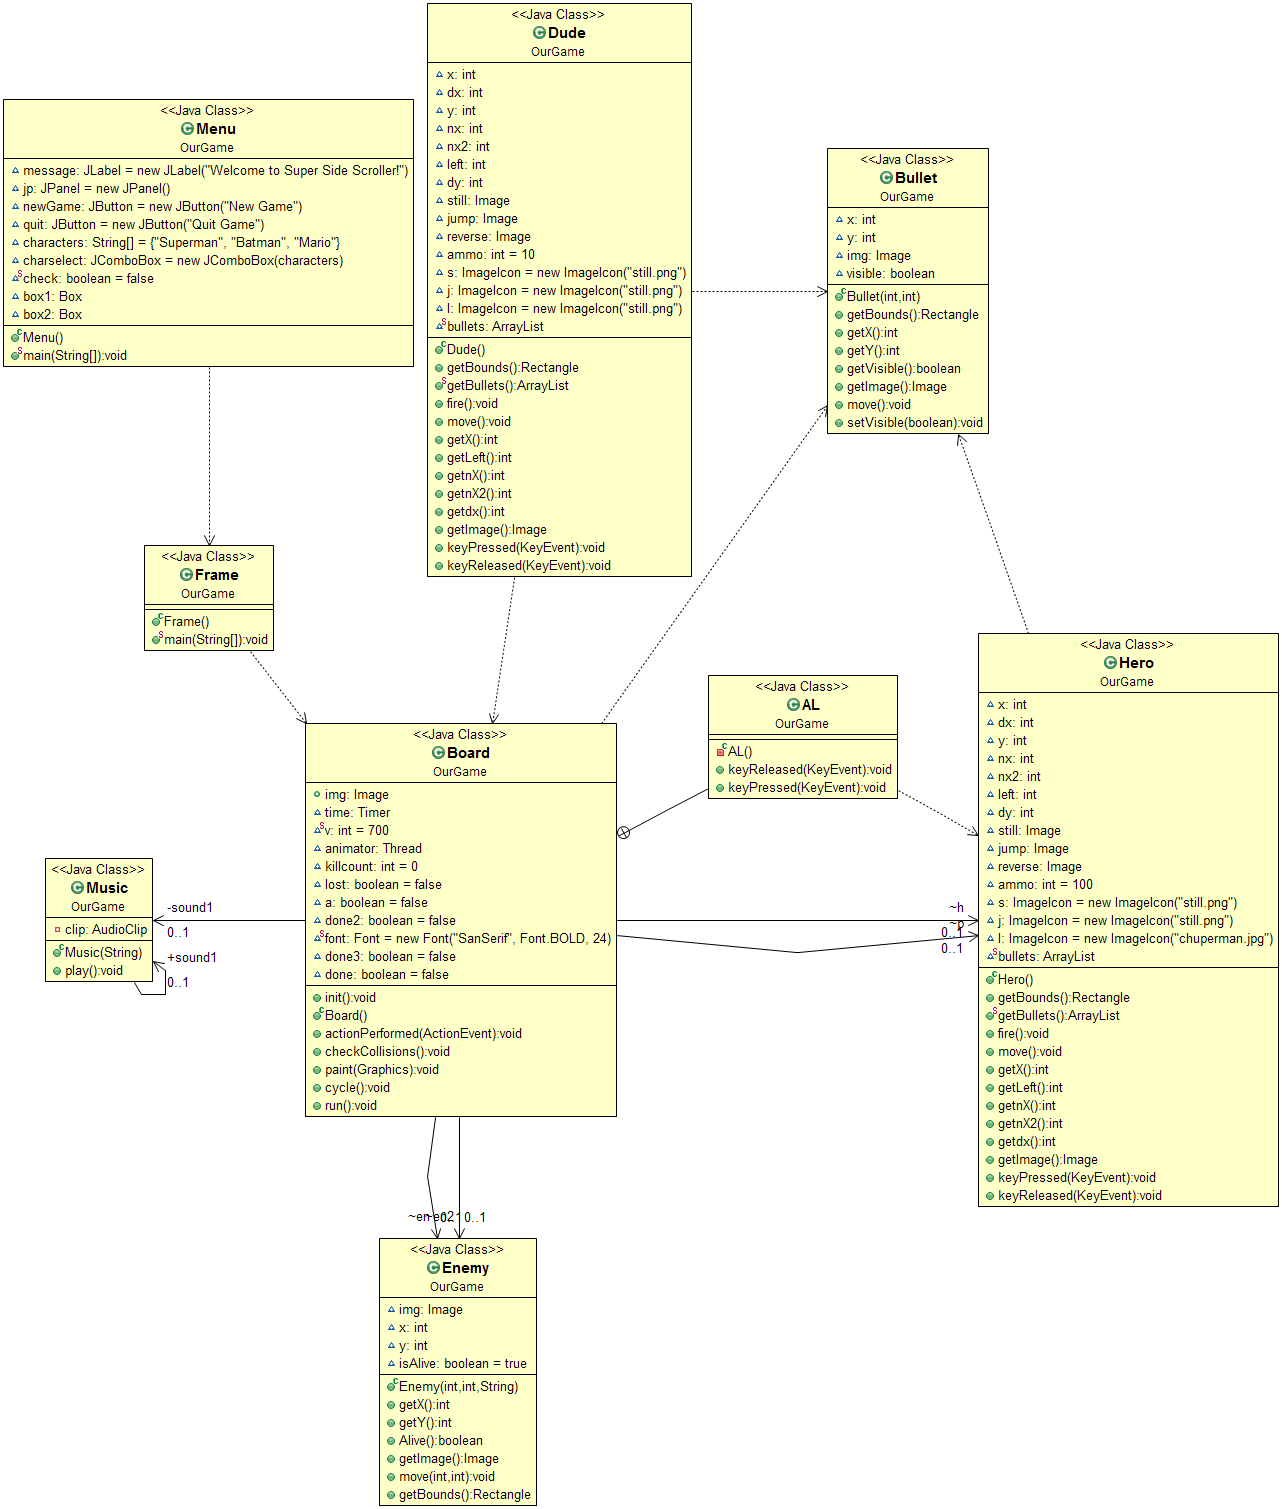 <<Java Class>>
Dude
OurGame
x: int
dx: int
y: int
nx: int
nx2: int
left: int
dy: int
still: Image
jump: Image
reverse: Image
ammo: int = 10
s: ImageIcon = new ImageIcon("still.png")
j: ImageIcon = new ImageIcon("still.png")
l: ImageIcon = new ImageIcon("still.png")
bullets: ArrayList
Dude()
getBounds():Rectangle
getBullets():ArrayList
fire():void
move():void
getX():int
getLeft():int
getnX():int
getnX2():int
getdx():int
getImage():Image
keyPressed(KeyEvent):void
keyReleased(KeyEvent):void
<<Java Class>>
Menu
OurGame
message: JLabel = new JLabel("Welcome to Super Side Scroller!")
jp: JPanel = new JPanel()
newGame: JButton = new JButton("New Game")
quit: JButton = new JButton("Quit Game")
characters: String[] = {"Superman", "Batman", "Mario"}
charselect: JComboBox = new JComboBox(characters)
check: boolean = false
box1: Box
box2: Box
Menu()
main(String[]):void
<<Java Class>>
Bullet
OurGame
x: int
y: int
img: Image
visible: boolean
Bullet(int,int)
getBounds():Rectangle
getX():int
getY():int
getVisible():boolean
getImage():Image
move():void
setVisible(boolean):void
<<Java Class>>
Frame
OurGame
Frame()
main(String[]):void
<<Java Class>>
AL
OurGame
AL()
keyReleased(KeyEvent):void
keyPressed(KeyEvent):void
<<Java Class>>
Hero
OurGame
x: int
dx: int
y: int
nx: int
nx2: int
left: int
dy: int
still: Image
jump: Image
reverse: Image
ammo: int = 100
s: ImageIcon = new ImageIcon("still.png")
j: ImageIcon = new ImageIcon("still.png")
l: ImageIcon = new ImageIcon("chuperman.jpg")
bullets: ArrayList
Hero()
getBounds():Rectangle
getBullets():ArrayList
fire():void
move():void
getX():int
getLeft():int
getnX():int
getnX2():int
getdx():int
getImage():Image
keyPressed(KeyEvent):void
keyReleased(KeyEvent):void
<<Java Class>>
Board
OurGame
img: Image
time: Timer
v: int = 700
animator: Thread
killcount: int = 0
lost: boolean = false
a: boolean = false
done2: boolean = false
font: Font = new Font("SanSerif", Font.BOLD, 24)
done3: boolean = false
done: boolean = false
init():void
Board()
actionPerformed(ActionEvent):void
checkCollisions():void
paint(Graphics):void
cycle():void
run():void
<<Java Class>>
Music
OurGame
clip: AudioClip
Music(String)
play():void
-sound1
0..1
+sound1
0..1
~h
~p
0..1
0..1
~en
~en2
0..1
0..1
<<Java Class>>
Enemy
OurGame
img: Image
x: int
y: int
isAlive: boolean = true
Enemy(int,int,String)
getX():int
getY():int
Alive():boolean
getImage():Image
move(int,int):void
getBounds():Rectangle